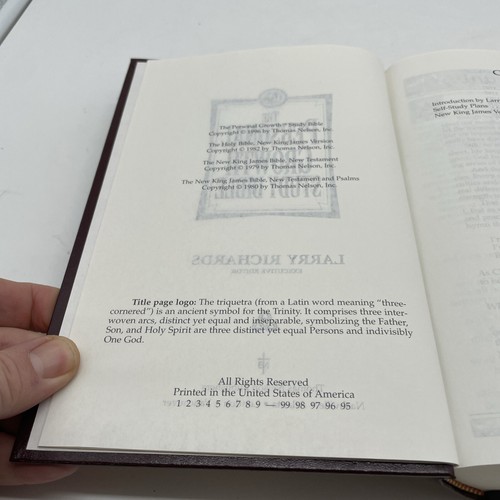 The Personal Growth Study Bible
Copyright © 1996 by Thomas Nelson, Inc.
The Holy Bible, New King James Version
Copyright © 1982 by Thomas Nelson, Inc.
The New King James Bible, New Testament
Copyright © 1979 by Thomas Nelson, Inc.
The New King James Bible, New Testament and Psalms
Copyright © 1980 by Thomas Nelson, Inc.
LARRY RICHARDS
EXECUTIVE EDITOR
Title page logo: The triquetra (from a Latin word meaning "three-
cornered") is an ancient symbol for the Trinity. It comprises three inter-
woven arcs, distinct yet equal and inseparable, symbolizing the Father,
Son, and Holy Spirit are three distinct yet equal Persons and indivisibly
One God.
All Rights Reserved
Printed in the United States of America
1 2 3 4 5 6 7 8 9 — 99 98 97 96 95
C
Introduction by Lar
Self-Study Plans
New King James Ve